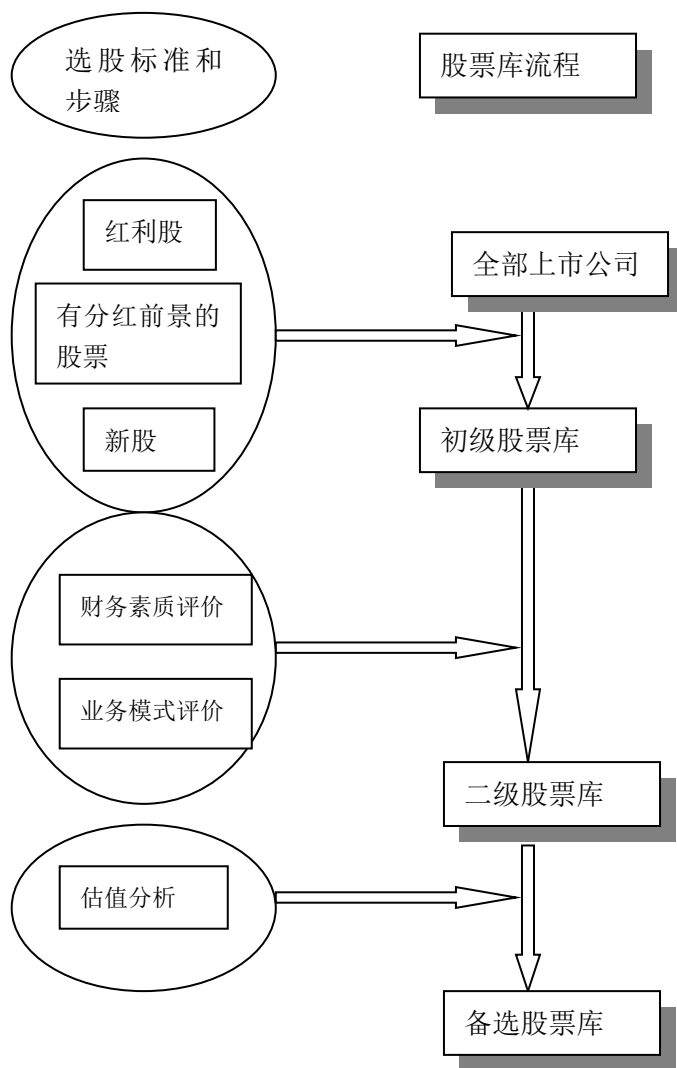 选股标准和
步骤
股票库流程
红利股
有分红前景的
股票
新股
全部上市公司
初级股票库
财务素质评价
业务模式评价
二级股票库
估值分析
备选股票库